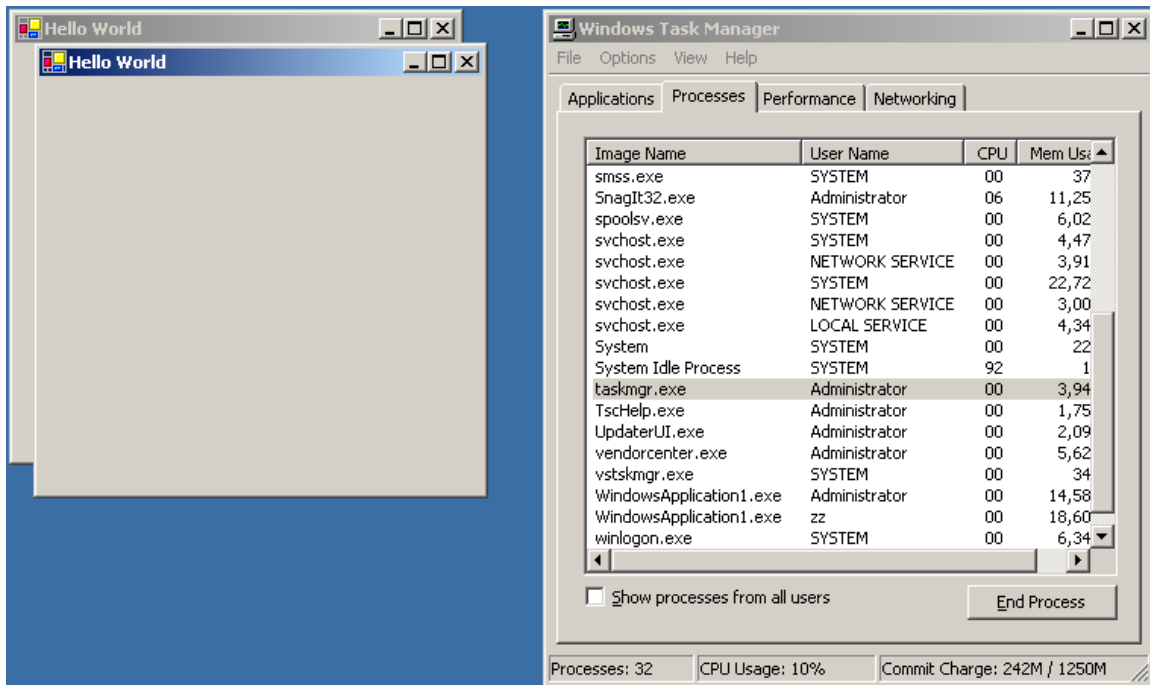 Hello World
Hello World
Windows Task Manager
File Options View Help
Applications Processes Performance Networking
Image Name User Name CPU Mem Usa
smss.exe SYSTEM 00 37
SnagIt32.exe Administrator 06 11,25
spoolsv.exe SYSTEM 00 6,02
svchost.exe SYSTEM 00 4,47
svchost.exe NETWORK SERVICE 00 3,91
svchost.exe SYSTEM 00 22,72
svchost.exe NETWORK SERVICE 00 3,00
svchost.exe LOCAL SERVICE 00 4,34
System SYSTEM 00 22
System Idle Process SYSTEM 92 1
taskmgr.exe Administrator 00 3,94
TscHelp.exe Administrator 00 1,75
UpdaterUI.exe Administrator 00 2,09
vendorcenter.exe Administrator 00 5,62
vstskmgr.exe SYSTEM 00 34
WindowsApplication1.exe Administrator 00 14,58
WindowsApplication1.exe zz 00 18,60
winlogon.exe SYSTEM 00 6,34
Show processes from all users End Process
Processes: 32 CPU Usage: 10% Commit Charge: 242M / 1250M